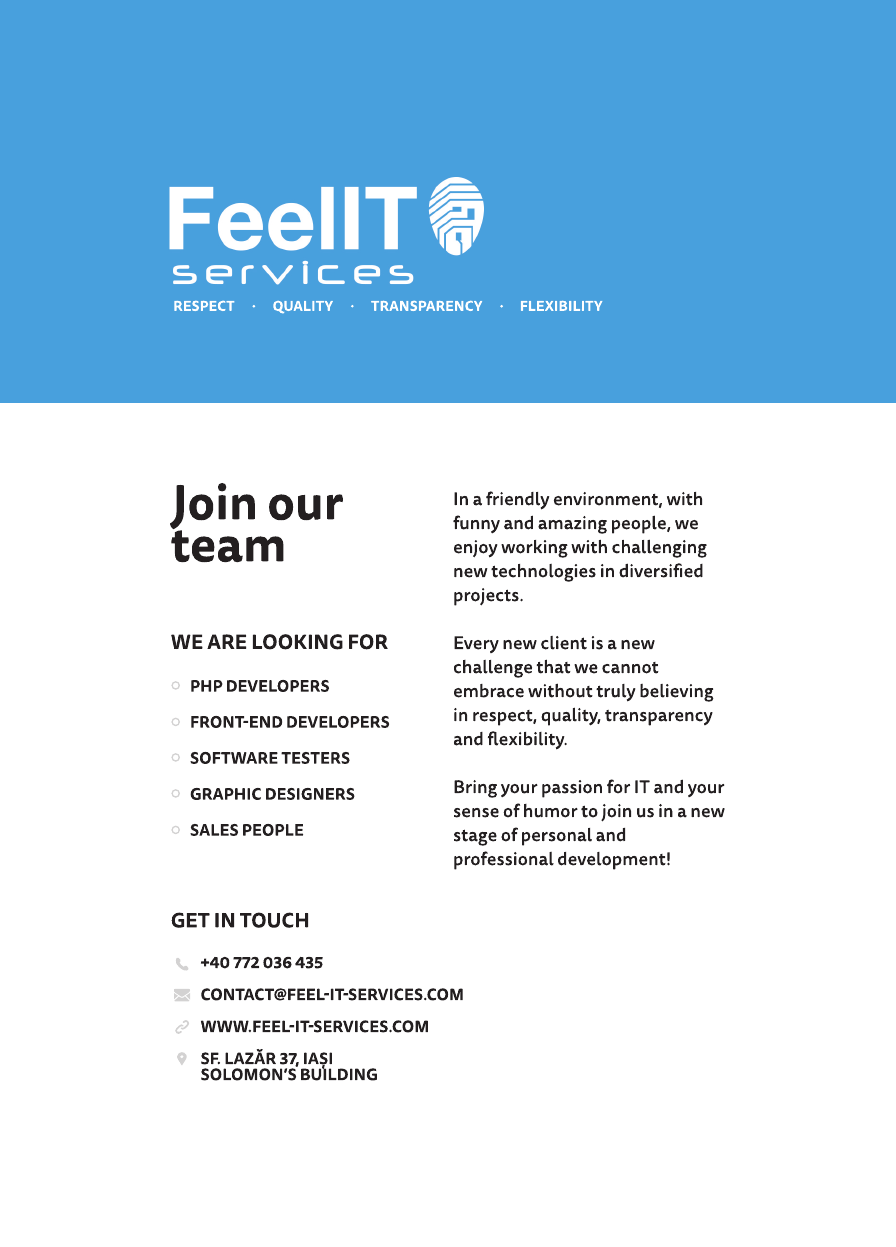 FeelIT
services
RESPECT · QUALITY · TRANSPARENCY · FLEXIBILITY
Join our
team
WE ARE LOOKING FOR
PHP DEVELOPERS
FRONT-END DEVELOPERS
SOFTWARE TESTERS
GRAPHIC DESIGNERS
SALES PEOPLE
In a friendly environment, with
funny and amazing people, we
enjoy working with challenging
new technologies in diversified
projects.
Every new client is a new
challenge that we cannot
embrace without truly believing
in respect, quality, transparency
and flexibility.
Bring your passion for IT and your
sense of humor to join us in a new
stage of personal and
professional development!
GET IN TOUCH
+40 772 036 435
CONTACT@FEEL-IT-SERVICES.COM
WWW.FEEL-IT-SERVICES.COM
SF. LAZĂR 37, IAȘI
SOLOMON'S BUILDING